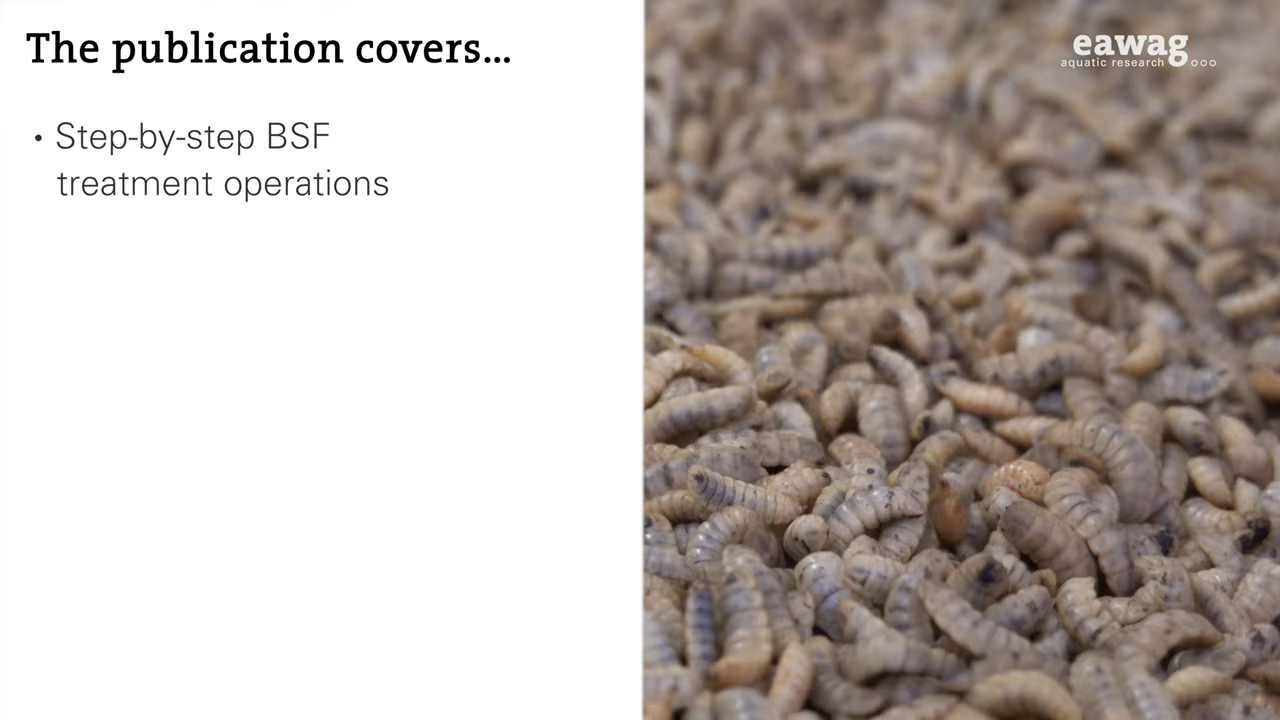 The publication covers...
• Step-by-step BSF
treatment operations
eawag
aquatic research